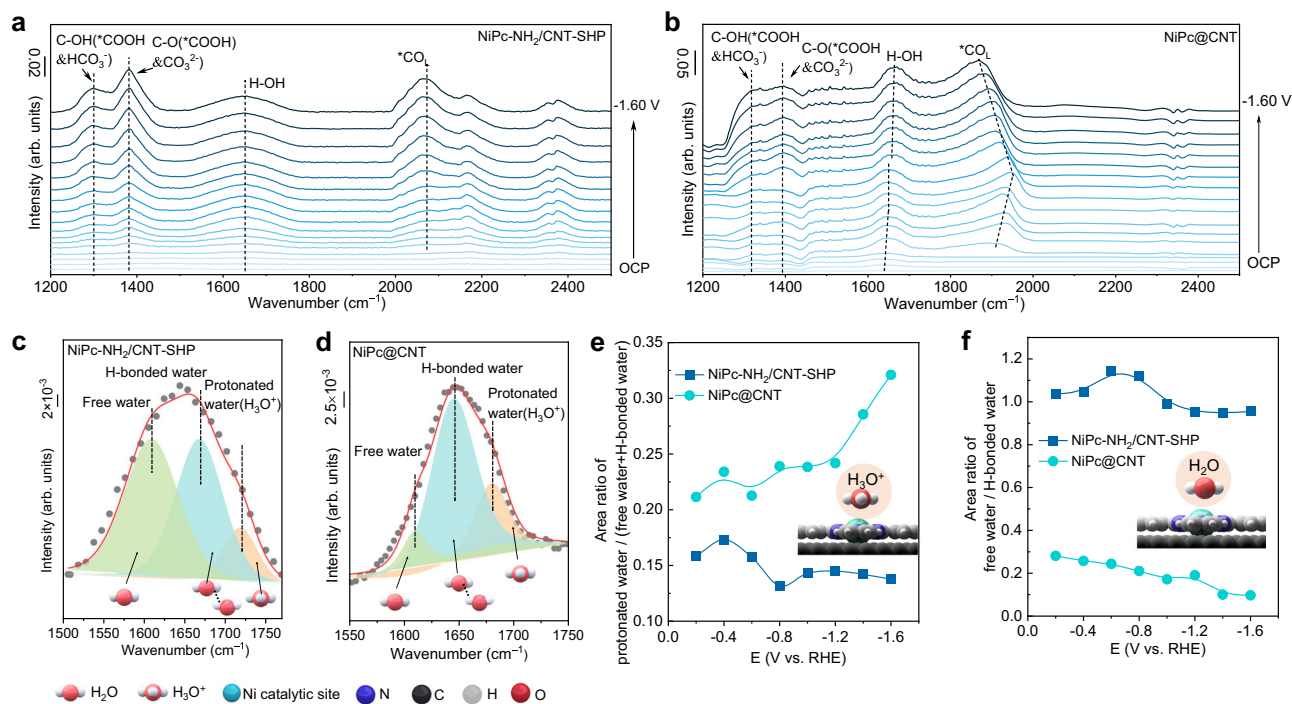 a
NiPc-NH₂/CNT-SHP
0.02
C-OH(*COOH
&HCO₃⁻)
C-O(*COOH)
&CO₃²⁻)
H-OH
*CO_L
-1.60 V
OCP
Intensity (arb. units)
1200 1400 1600 1800 2000 2200 2400
Wavenumber (cm⁻¹)
b
NiPc@CNT
0.05
C-OH(*COOH
&HCO₃⁻)
C-O(*COOH
&CO₃²⁻)
H-OH
*CO_L
-1.60 V
OCP
Intensity (arb. units)
1200 1400 1600 1800 2000 2200 2400
Wavenumber (cm⁻¹)
c
NiPc-NH₂/CNT-SHP
2×10⁻³
H-bonded water
Free water
Protonated
water(H₃O⁺)
Intensity (arb. units)
1500 1550 1600 1650 1700 1750
Wavenumber (cm⁻¹)
d
NiPc@CNT
2.5×10⁻³
H-bonded water
Protonated
water(H₃O⁺)
Free water
Intensity (arb. units)
1550 1600 1650 1700 1750
Wavenumber (cm⁻¹)
e
Area ratio of
protonated water / (free water+H-bonded water)
0.35
0.30
0.25
0.20
0.15
0.10
NiPc-NH₂/CNT-SHP
NiPc@CNT
H₃O⁺
0.0 -0.4 -0.8 -1.2 -1.6
E (V vs. RHE)
f
Area ratio of
free water / H-bonded water
1.2
1.0
0.8
0.6
0.4
0.2
0.0
NiPc-NH₂/CNT-SHP
NiPc@CNT
H₂O
0.0 -0.4 -0.8 -1.2 -1.6
E (V vs. RHE)
H₂O H₃O⁺ Ni catalytic site N C H O